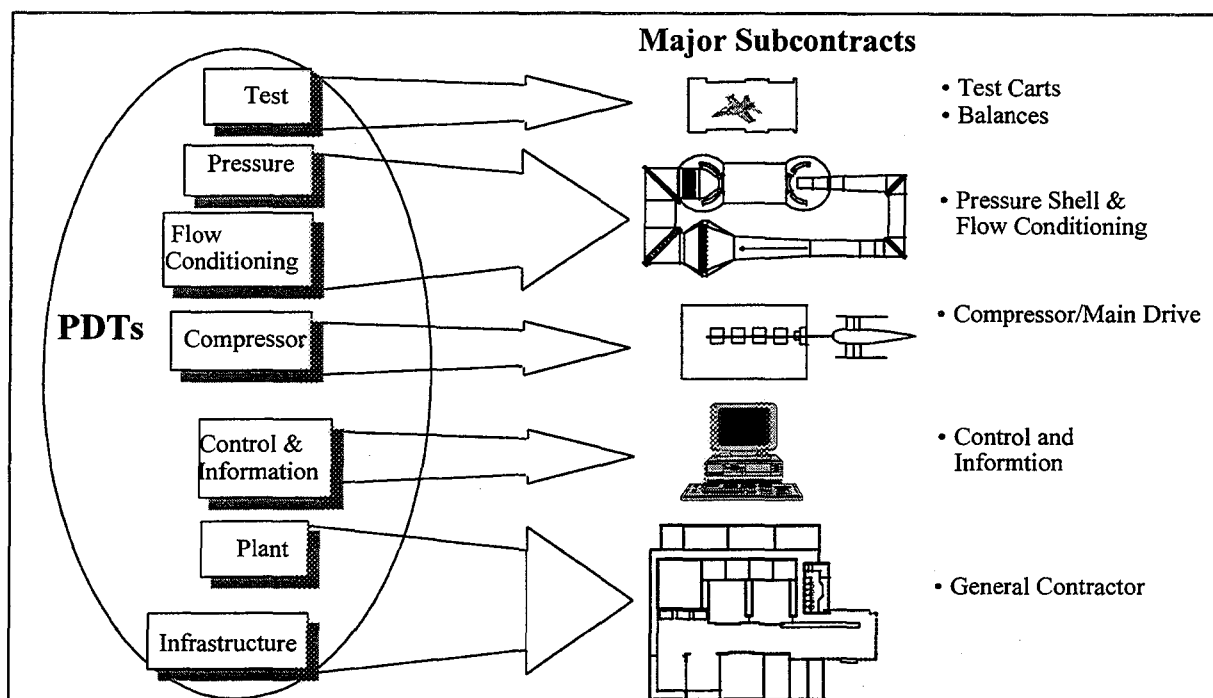 Major Subcontracts
PDTs
Test
• Test Carts
• Balances
Pressure
Flow
Conditioning
• Pressure Shell &
Flow Conditioning
Compressor
• Compressor/Main Drive
Control &
Information
• Control and
Informtion
Plant
Infrastructure
• General Contractor